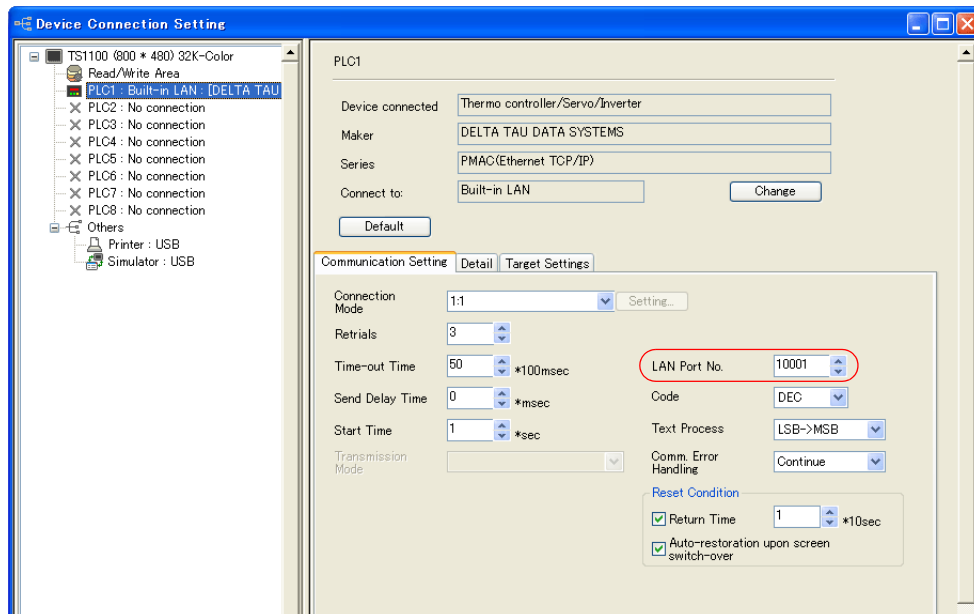 Device Connection Setting
TS1100 (800 * 480) 32K-Color
Read/Write Area
PLC1 : Built-in LAN : [DELTA TAU
PLC2 : No connection
PLC3 : No connection
PLC4 : No connection
PLC5 : No connection
PLC6 : No connection
PLC7 : No connection
PLC8 : No connection
Others
Printer : USB
Simulator : USB
PLC1
Device connected Thermo controller/Servo/Inverter
Maker DELTA TAU DATA SYSTEMS
Series PMAC(Ethernet TCP/IP)
Connect to: Built-in LAN Change
Default
Communication Setting Detail Target Settings
Connection
Mode 1:1 Setting...
Retrials 3
Time-out Time 50 *100msec LAN Port No. 10001
Send Delay Time 0 *msec Code DEC
Start Time 1 *sec Text Process LSB->MSB
Transmission
Mode
Comm. Error
Handling Continue
Reset Condition
Return Time 1 *10sec
Auto-restoration upon screen
switch-over